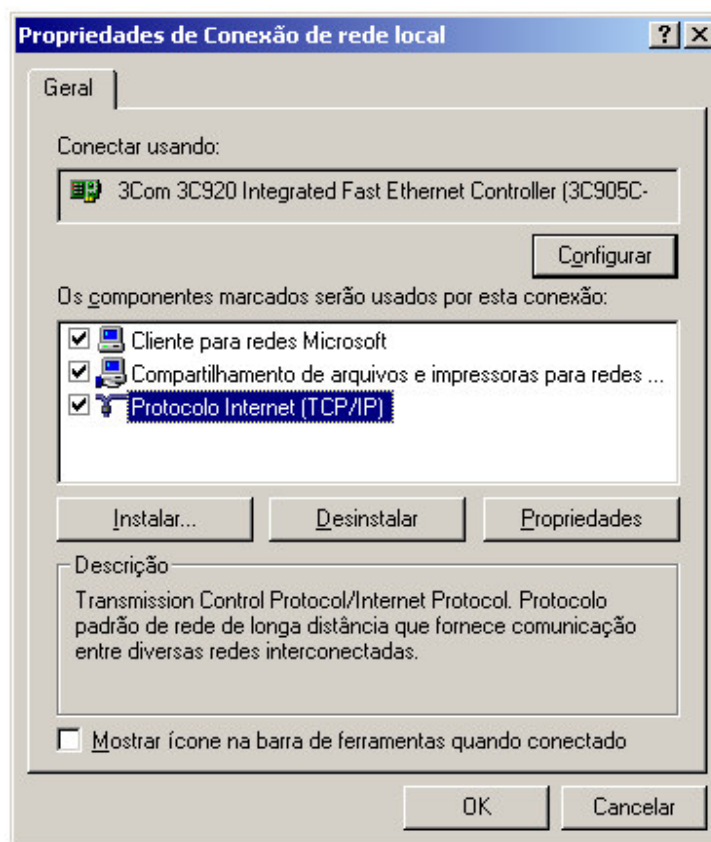 Propriedades de Conexão de rede local
Geral
Conectar usando:
3Com 3C920 Integrated Fast Ethernet Controller (3C905C-
Configurar
Os componentes marcados serão usados por esta conexão:
Cliente para redes Microsoft
Compartilhamento de arquivos e impressoras para redes ...
Protocolo Internet (TCP/IP)
Instalar... Desinstalar Propriedades
Descrição
Transmission Control Protocol/Internet Protocol. Protocolo
padrão de rede de longa distância que fornece comunicação
entre diversas redes interconectadas.
Mostrar ícone na barra de ferramentas quando conectado
OK Cancelar